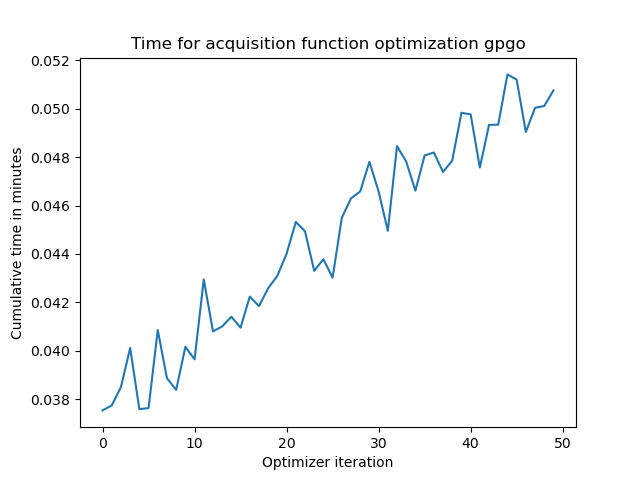 Time for acquisition function optimization gpgo
0.052
0.050
0.048
0.046
0.044
0.042
0.040
0.038
Cumulative time in minutes
0 10 20 30 40 50
Optimizer iteration